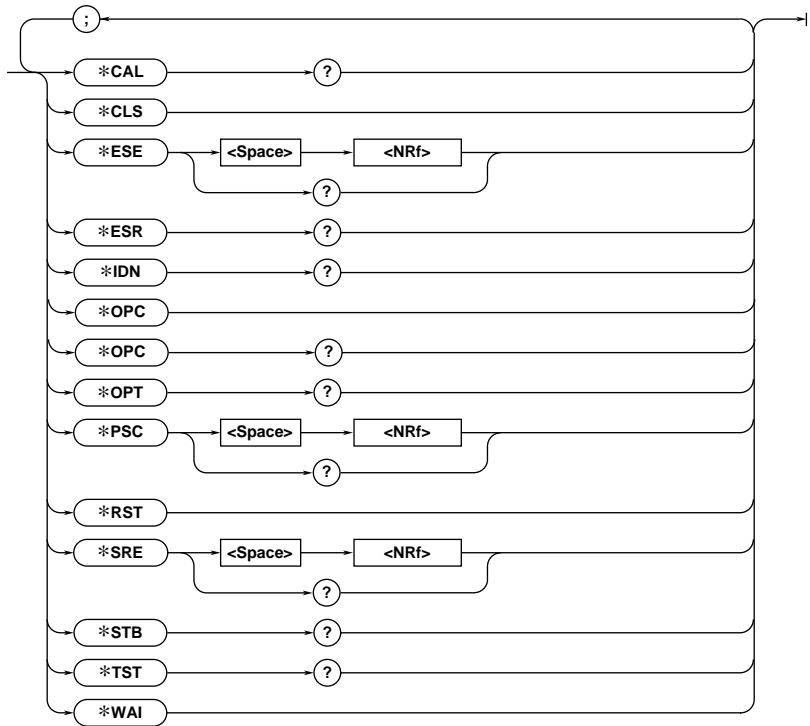 ;
*CAL ?
*CLS
*ESE <Space> <NRf>
?
*ESR ?
*IDN ?
*OPC
*OPC ?
*OPT ?
*PSC <Space> <NRf>
?
*RST
*SRE <Space> <NRf>
?
*STB ?
*TST ?
*WAI